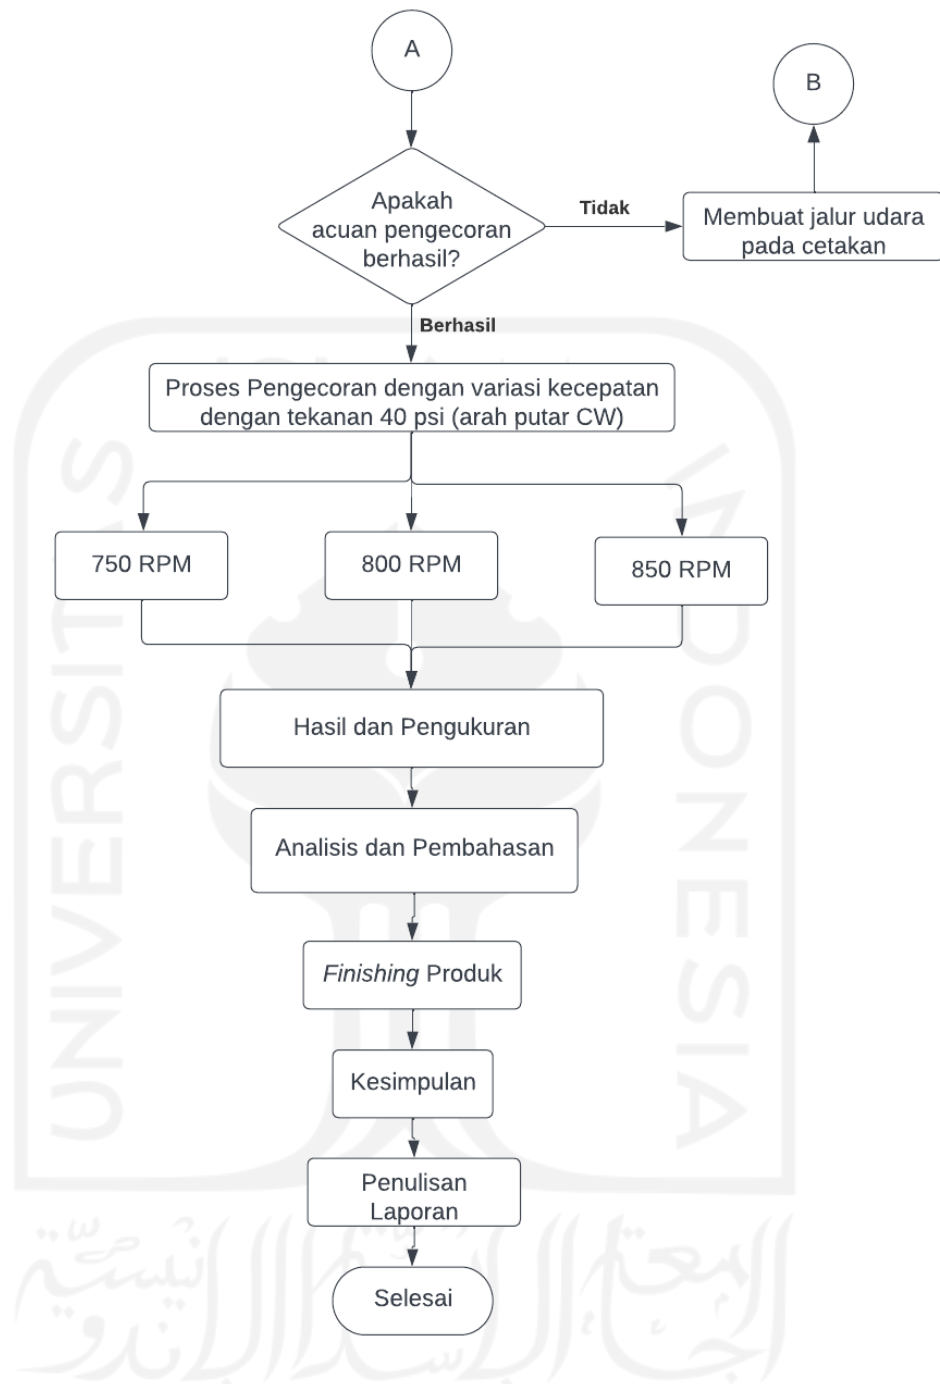 A
B
Apakah
acuan pengecoran
berhasil?
Tidak
Membuat jalur udara
pada cetakan
Berhasil
Proses Pengecoran dengan variasi kecepatan
dengan tekanan 40 psi (arah putar CW)
750 RPM
800 RPM
850 RPM
Hasil dan Pengukuran
Analisis dan Pembahasan
Finishing Produk
Kesimpulan
Penulisan
Laporan
Selesai
UNIVERSITAS
INDONESIA